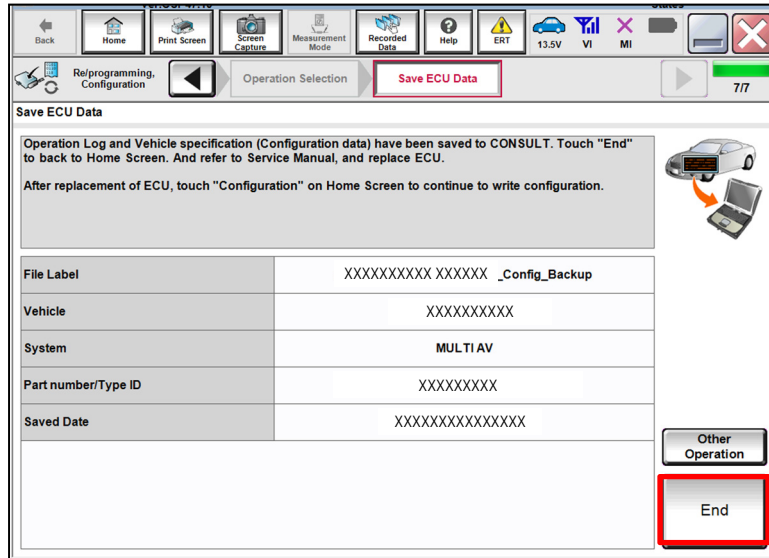 Back
Home
Print Screen
Screen
Capture
Measurement
Mode
Recorded
Data
Help
ERT
13.5V
VI
MI
Re/programming,
Configuration
Operation Selection
Save ECU Data
7/7
Save ECU Data
Operation Log and Vehicle specification (Configuration data) have been saved to CONSULT. Touch "End"
to back to Home Screen. And refer to Service Manual, and replace ECU.
After replacement of ECU, touch "Configuration" on Home Screen to continue to write configuration.
File Label XXXXXXXXXX XXXXXX _Config_Backup
Vehicle XXXXXXXXXX
System MULTI AV
Part number/Type ID XXXXXXXXX
Saved Date XXXXXXXXXXXXXXX
Other
Operation
End